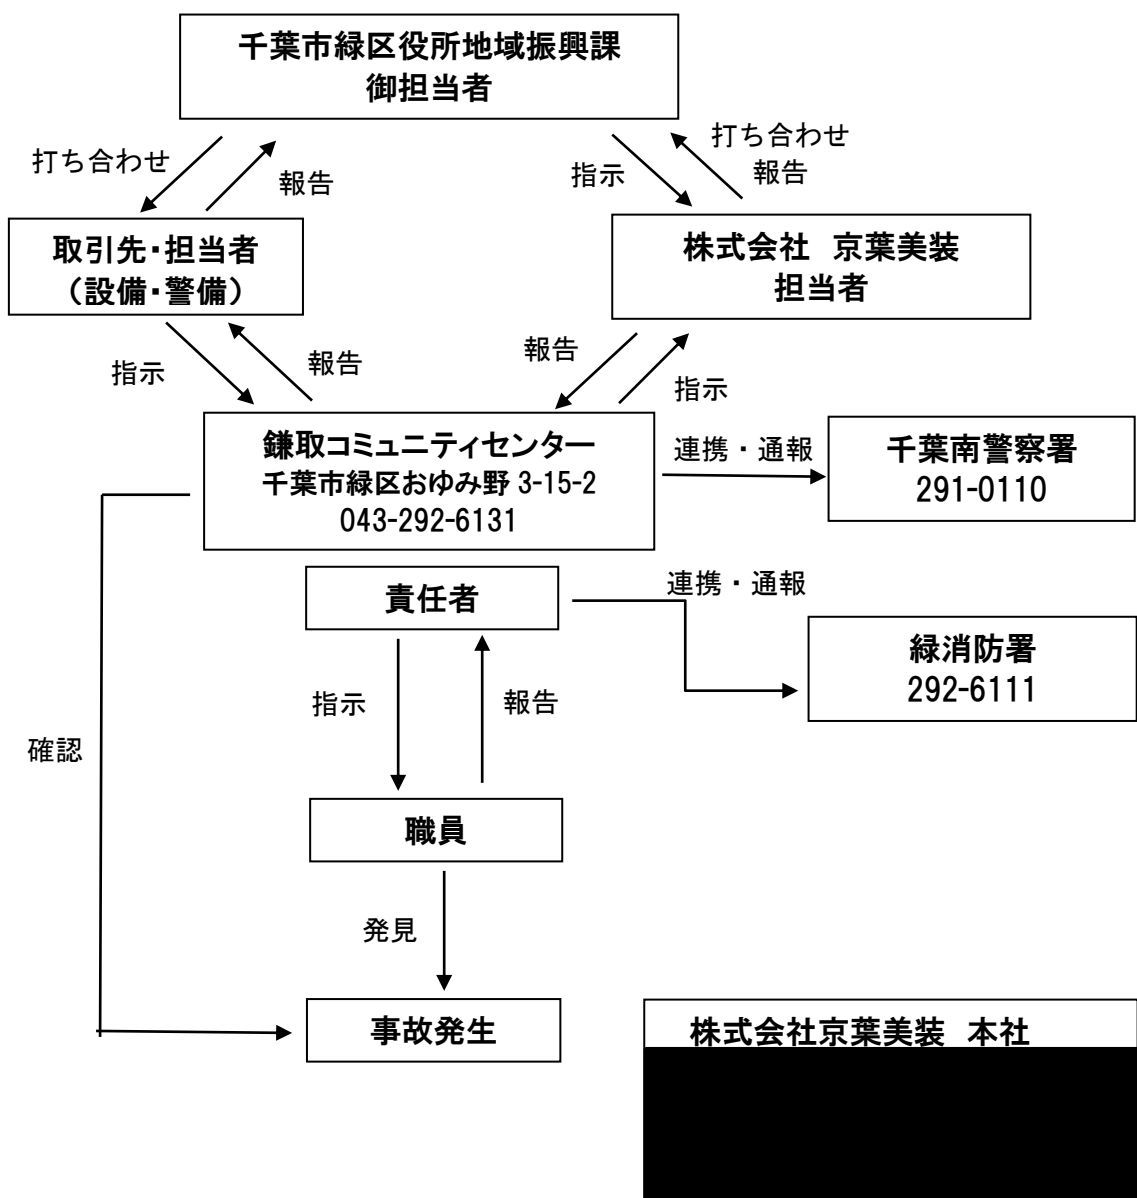 千葉市緑区役所地域振興課
御担当者
打ち合わせ
報告
指示
打ち合わせ
報告
取引先・担当者
（設備・警備）
株式会社　京葉美装
担当者
指示
報告
報告
指示
鎌取コミュニティセンター
千葉市緑区おゆみ野 3-15-2
043-292-6131
連携・通報
千葉南警察署
291-0110
責任者
連携・通報
緑消防署
292-6111
指示
報告
確認
職員
発見
事故発生
株式会社京葉美装　本社